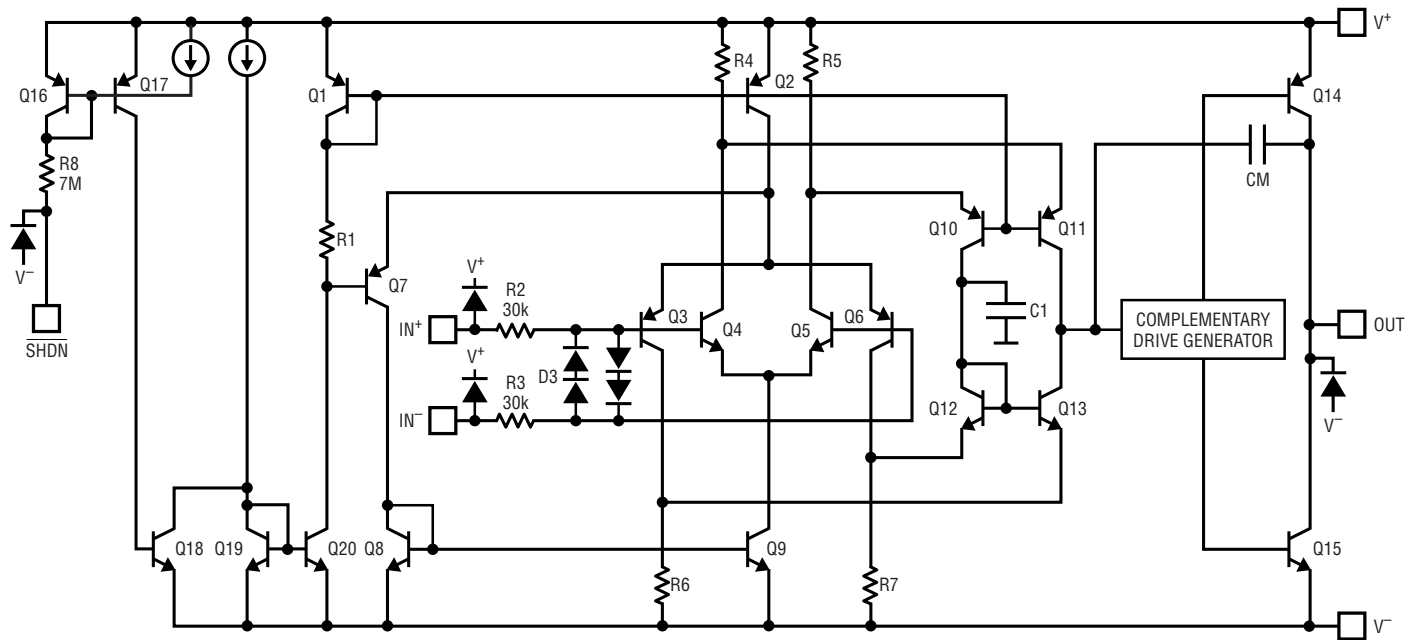 V+
Q16
Q17
Q1
R4
Q2
R5
Q14
R8
7M
CM
V−
SHDN
R1
Q7
Q10
Q11
V+
IN+
R2
30k
Q3
Q4
Q5
Q6
C1
COMPLEMENTARY
DRIVE GENERATOR
OUT
V+
IN−
R3
30k
D3
Q12
Q13
V−
Q18
Q19
Q20
Q8
Q9
Q15
R6
R7
V−